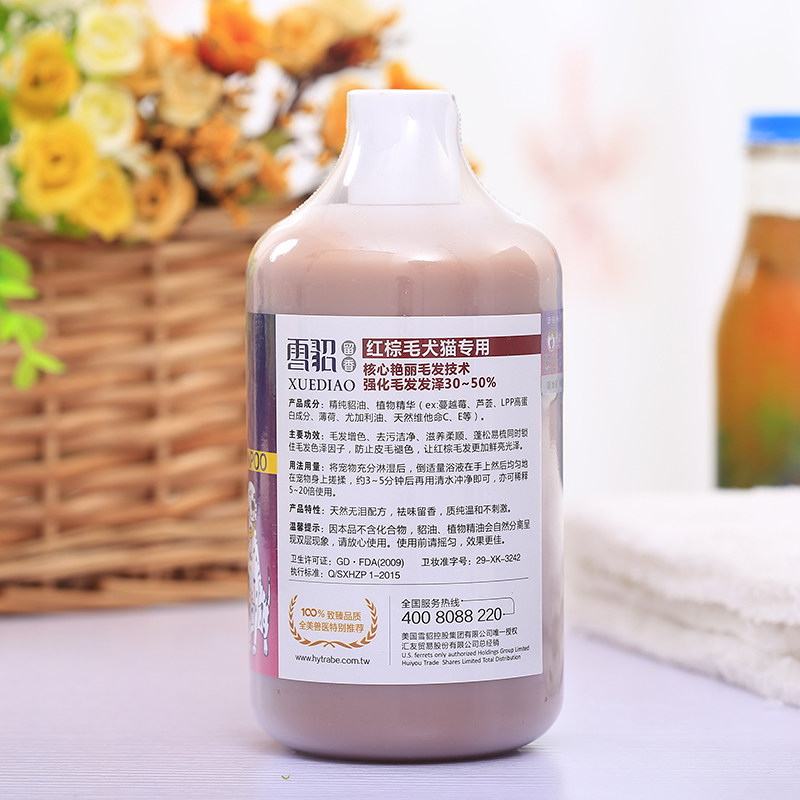 雪貂 留香
XUEDIAO
红棕毛犬猫专用
核心艳丽毛发技术
强化毛发发泽30~50%
产品成分：精纯貂油、植物精华（ex:蔓越莓、芦荟、LPP高蛋
白成分、薄荷、尤加利油、天然维他命C、E等）。
主要功效：毛发增色、去污洁净、滋养柔顺、蓬松易梳同时锁
住毛发色泽因子，防止皮毛褪色，让红棕毛发更加鲜亮光泽。
用法用量：将宠物充分淋湿后，倒适量浴液在手上然后均匀地
在宠物身上搓揉，约3～5分钟后再用清水冲净即可，亦可稀释
5~20倍使用。
产品特性：天然无泪配方，祛味留香，质纯温和不刺激。
温馨提示：因本品不含化合物，貂油、植物精油会自然分离呈
现双层现象，请放心使用。使用前请摇匀，效果更佳。
卫生许可证：GD・FDA(2009) 卫妆准字号：29-XK-3242
执行标准：Q/SXHZP 1-2015
100%致臻品质
全美兽医特别推荐
www.hytrabe.com.tw
全国服务热线
400 8088 220
美国雪貂控股集团有限公司唯一授权
汇友贸易股份有限公司总经销
U.S. ferrets only authorized Holdings Group Limited
Huiyou Trade Shares Limited Total Distribution
POO